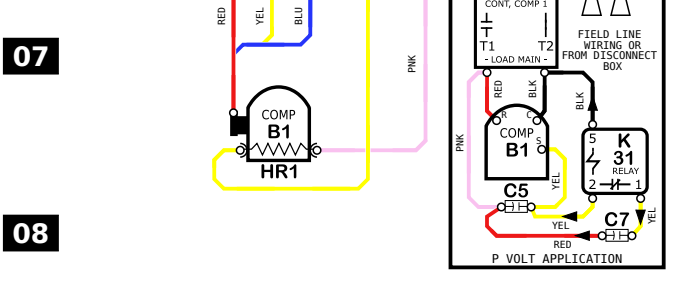 CONT, COMP 1
RED
YEL
BLU
T1
T2
FIELD LINE
WIRING OR
FROM DISCONNECT
BOX
- LOAD MAIN -
07
PNK
RED
BLK
BLK
COMP
B1
R
C
COMP
B1
S
PNK
5
K
31
RELAY
2
1
HR1
YEL
C5
C7
YEL
YEL
RED
08
P VOLT APPLICATION